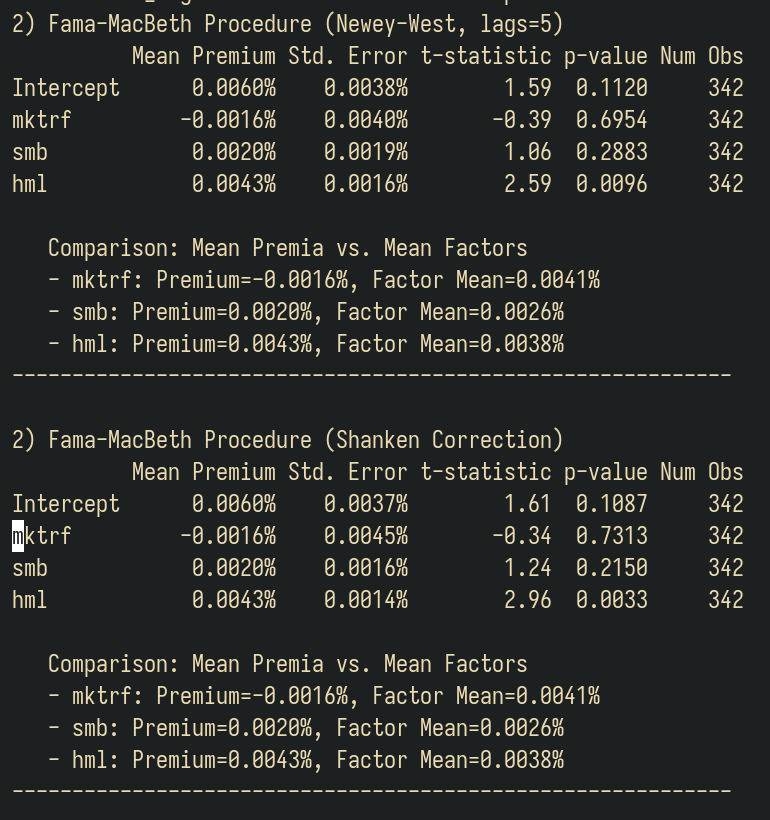 2) Fama-MacBeth Procedure (Newey-West, lags=5)
Mean Premium Std. Error t-statistic p-value Num Obs
Intercept 0.0060% 0.0038% 1.59 0.1120 342
mktrf -0.0016% 0.0040% -0.39 0.6954 342
smb 0.0020% 0.0019% 1.06 0.2883 342
hml 0.0043% 0.0016% 2.59 0.0096 342
Comparison: Mean Premia vs. Mean Factors
- mktrf: Premium=-0.0016%, Factor Mean=0.0041%
- smb: Premium=0.0020%, Factor Mean=0.0026%
- hml: Premium=0.0043%, Factor Mean=0.0038%
------------------------------------------------------------
2) Fama-MacBeth Procedure (Shanken Correction)
Mean Premium Std. Error t-statistic p-value Num Obs
Intercept 0.0060% 0.0037% 1.61 0.1087 342
mktrf -0.0016% 0.0045% -0.34 0.7313 342
smb 0.0020% 0.0016% 1.24 0.2150 342
hml 0.0043% 0.0014% 2.96 0.0033 342
Comparison: Mean Premia vs. Mean Factors
- mktrf: Premium=-0.0016%, Factor Mean=0.0041%
- smb: Premium=0.0020%, Factor Mean=0.0026%
- hml: Premium=0.0043%, Factor Mean=0.0038%
------------------------------------------------------------